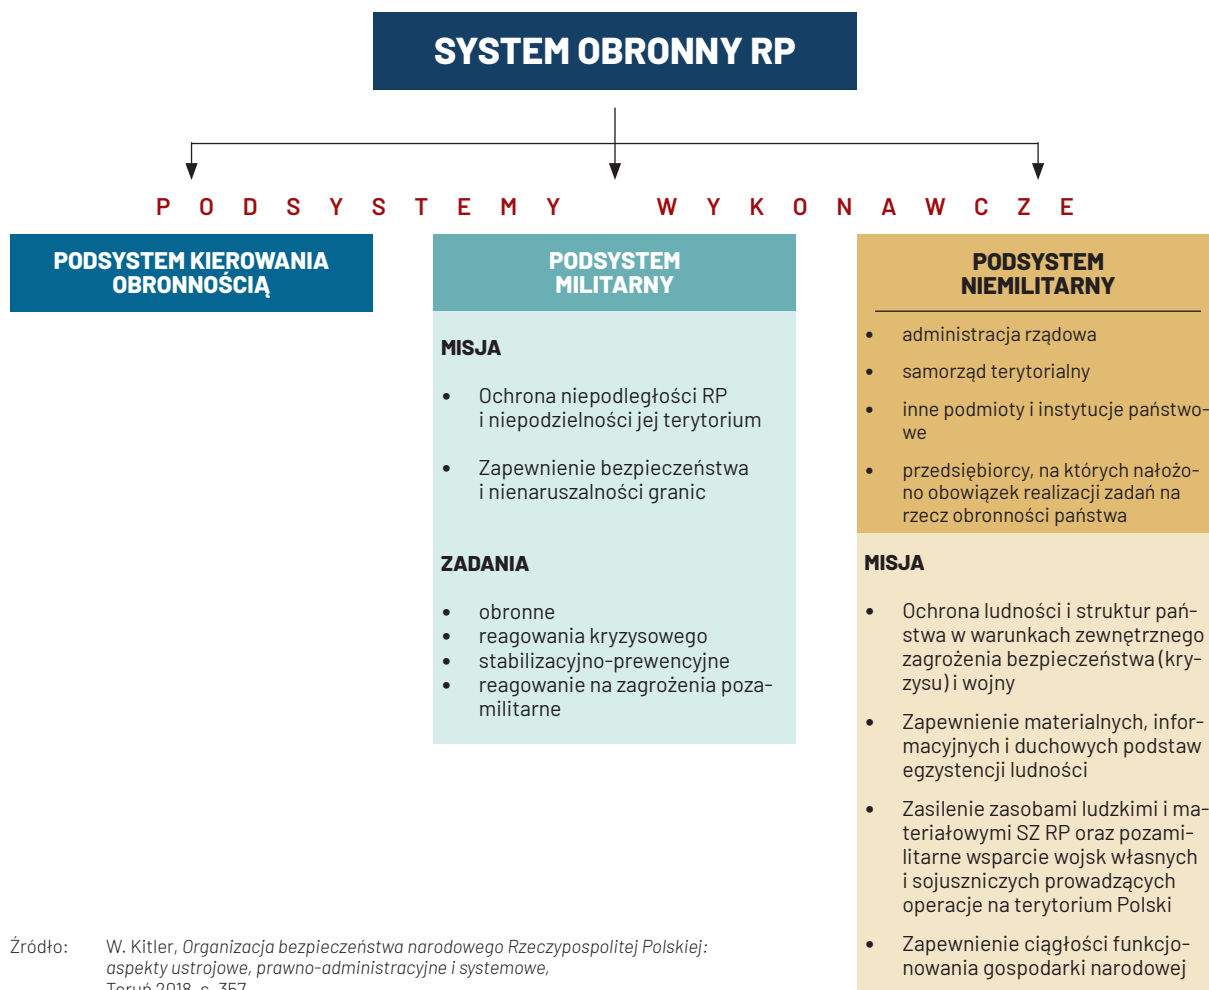 SYSTEM OBRONNY RP
PODSYSTEMY WYKONAWCZE
PODSYSTEM KIEROWANIA
OBRONNOŚCIĄ
PODSYSTEM
MILITARNY
MISJA
• Ochrona niepodległości RP
i niepodzielności jej terytorium
• Zapewnienie bezpieczeństwa
i nienaruszalności granic
ZADANIA
• obronne
• reagowania kryzysowego
• stabilizacyjno-prewencyjne
• reagowanie na zagrożenia poza-
militarne
PODSYSTEM
NIEMILITARNY
• administracja rządowa
• samorząd terytorialny
• inne podmioty i instytucje państwo-
we
• przedsiębiorcy, na których nałożo-
no obowiązek realizacji zadań na
rzecz obronności państwa
MISJA
• Ochrona ludności i struktur pań-
stwa w warunkach zewnętrznego
zagrożenia bezpieczeństwa (kry-
zysu) i wojny
• Zapewnienie materialnych, infor-
macyjnych i duchowych podstaw
egzystencji ludności
• Zasilenie zasobami ludzkimi i ma-
teriałowymi SZ RP oraz pozami-
litarne wsparcie wojsk własnych
i sojuszniczych prowadzących
operacje na terytorium Polski
• Zapewnienie ciągłości funkcjo-
nowania gospodarki narodowej
Źródło: W. Kitler, Organizacja bezpieczeństwa narodowego Rzeczypospolitej Polskiej:
aspekty ustrojowe, prawno-administracyjne i systemowe,
Toruń 2018, s. 357